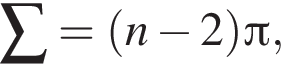 ∑ = (n − 2)π,